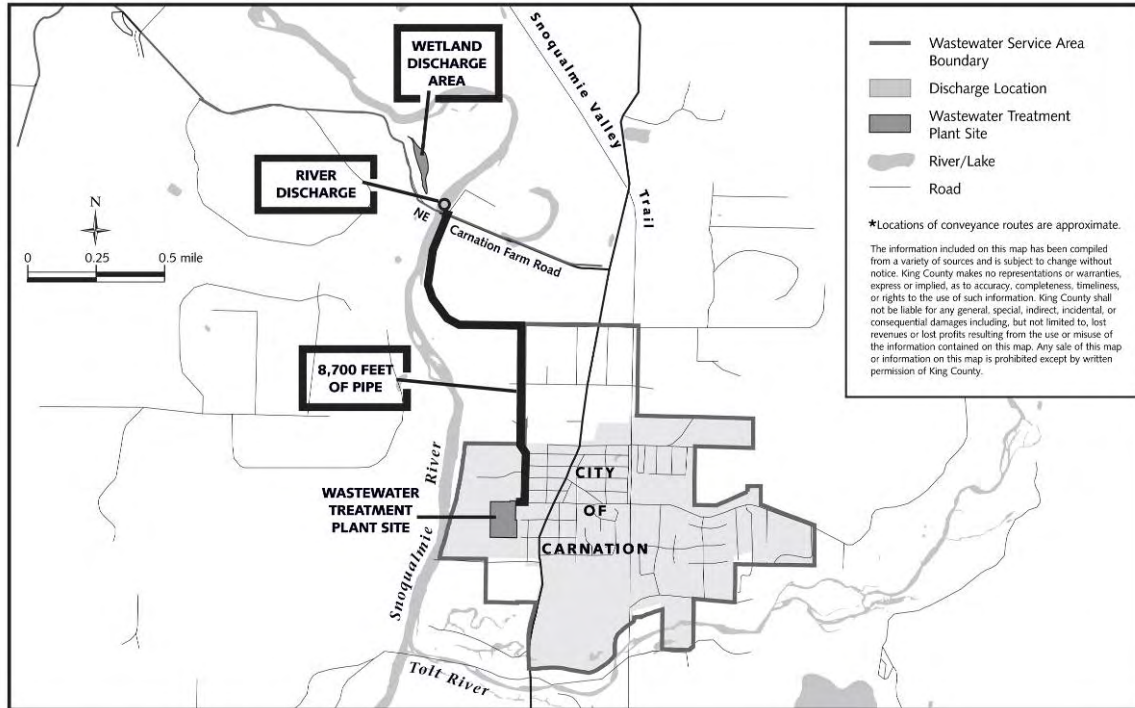 WETLAND
DISCHARGE
AREA
RIVER
DISCHARGE
N
0 0.25 0.5 mile
NE Carnation Farm Road
Snoqualmie Valley
Trail
8,700 FEET
OF PIPE
WASTEWATER
TREATMENT
PLANT SITE
Snoqualmie River
Tolt River
CITY
OF
CARNATION
Wastewater Service Area
Boundary
Discharge Location
Wastewater Treatment
Plant Site
River/Lake
Road
*Locations of conveyance routes are approximate.
The information included on this map has been compiled
from a variety of sources and is subject to change without
notice. King County makes no representations or warranties,
express or implied, as to accuracy, completeness, timeliness,
or rights to the use of such information. King County shall
not be liable for any general, special, indirect, incidental, or
consequential damages including, but not limited to, lost
revenues or lost profits resulting from the use or misuse of
the information contained on this map. Any sale of this map
or information on this map is prohibited except by written
permission of King County.